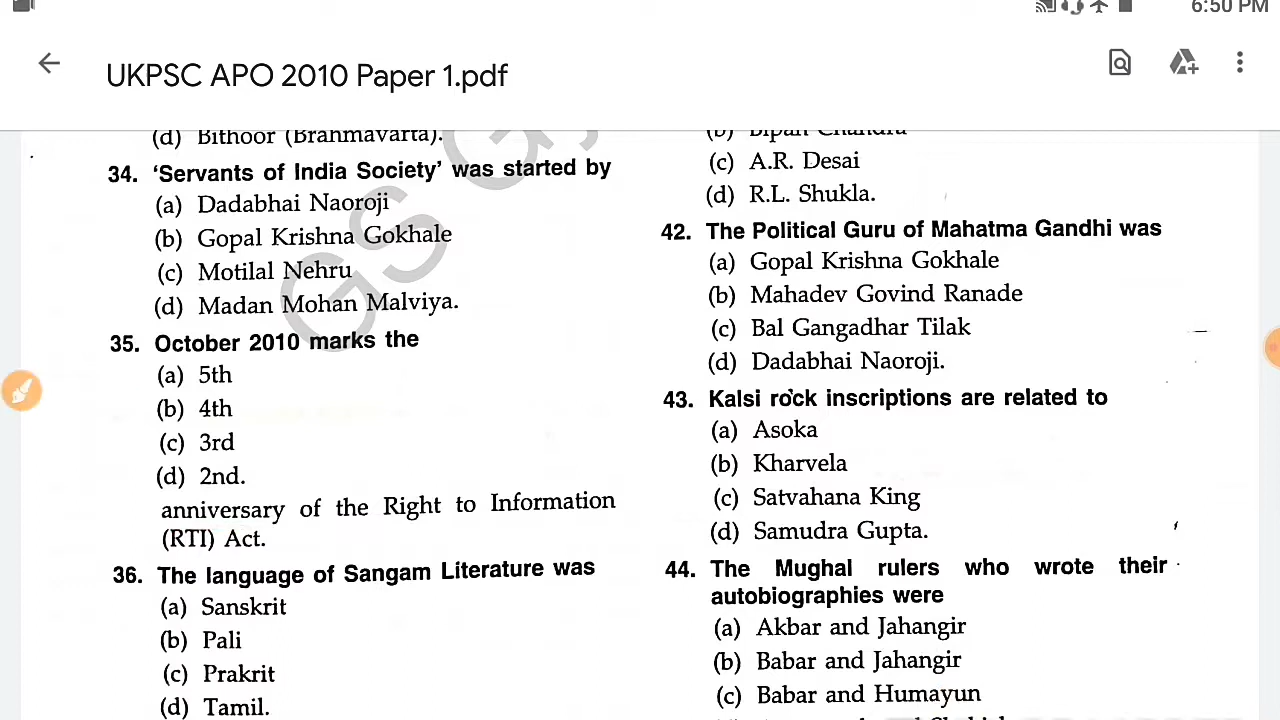 6:50 PM
UKPSC APO 2010 Paper 1.pdf
(d) Bithoor (Brahmavarta).
34. ‘Servants of India Society’ was started by
(a) Dadabhai Naoroji
(b) Gopal Krishna Gokhale
(c) Motilal Nehru
(d) Madan Mohan Malviya.
35. October 2010 marks the
(a) 5th
(b) 4th
(c) 3rd
(d) 2nd.
anniversary of the Right to Information
(RTI) Act.
36. The language of Sangam Literature was
(a) Sanskrit
(b) Pali
(c) Prakrit
(d) Tamil.
(b) Bipan Chandra
(c) A.R. Desai
(d) R.L. Shukla.
42. The Political Guru of Mahatma Gandhi was
(a) Gopal Krishna Gokhale
(b) Mahadev Govind Ranade
(c) Bal Gangadhar Tilak
(d) Dadabhai Naoroji.
43. Kalsi rock inscriptions are related to
(a) Asoka
(b) Kharvela
(c) Satvahana King
(d) Samudra Gupta.
44. The Mughal rulers who wrote their
autobiographies were
(a) Akbar and Jahangir
(b) Babar and Jahangir
(c) Babar and Humayun
GS G